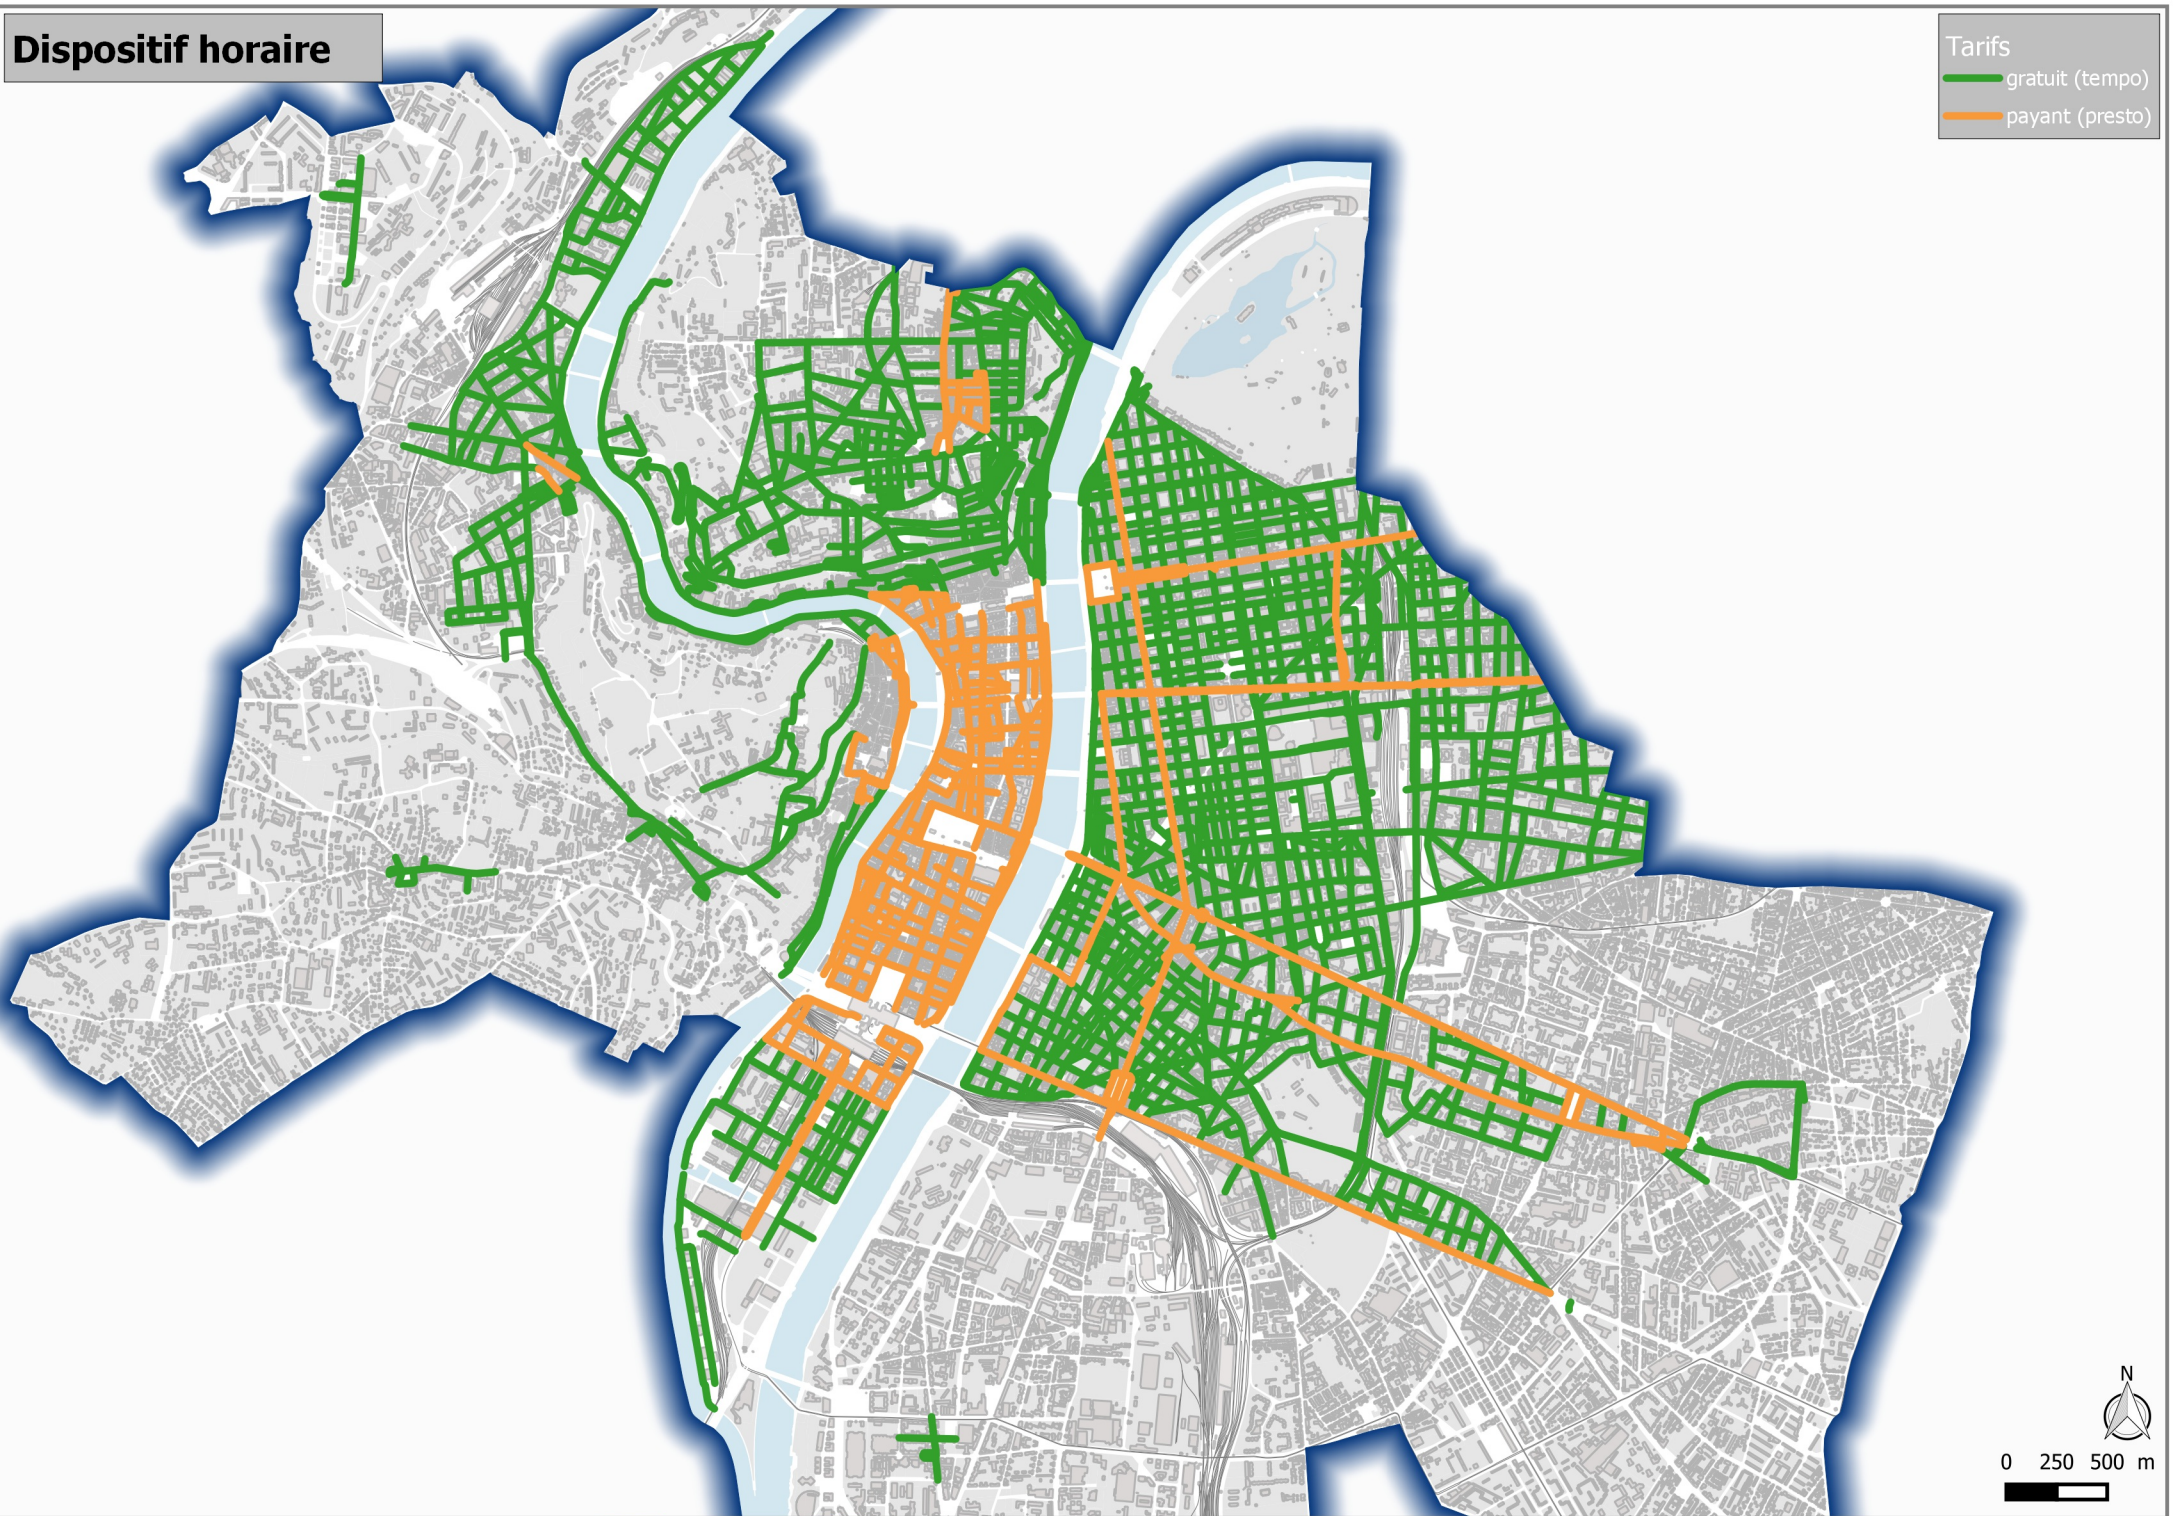 Dispositif horaire
Tarifs
gratuit (tempo)
payant (presto)
N
0 250 500 m